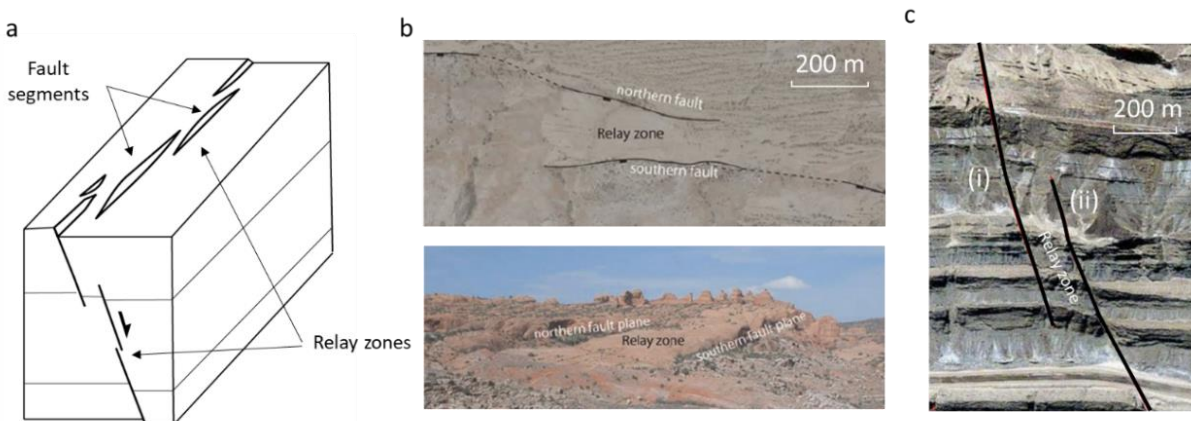 a
Fault
segments
Relay zones
b
200 m
northern fault
Relay zone
southern fault
northern fault plane
Relay zone
Southern fault plane
c
200 m
(i)
(ii)
Relay zone